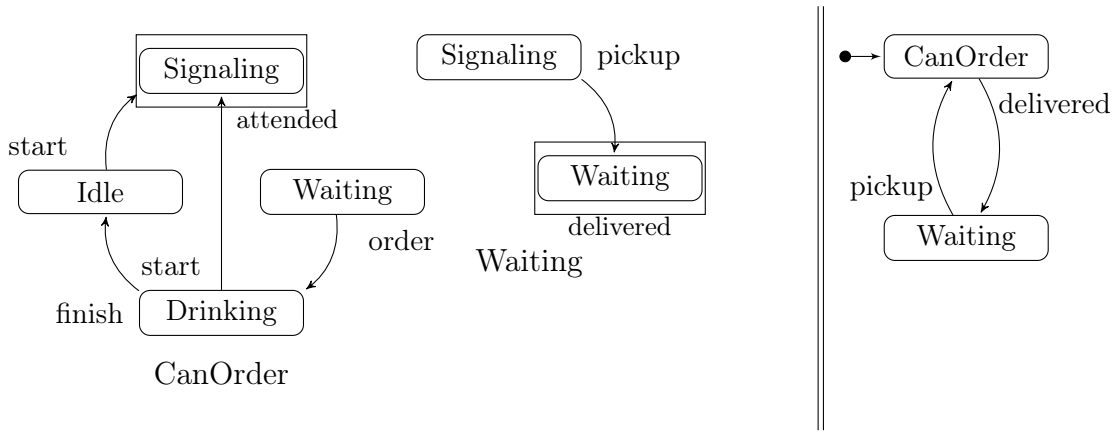 Signaling
attended
start
Idle
Waiting
order
start
finish
Drinking
CanOrder
Signaling
pickup
Waiting
delivered
Waiting
CanOrder
delivered
pickup
Waiting